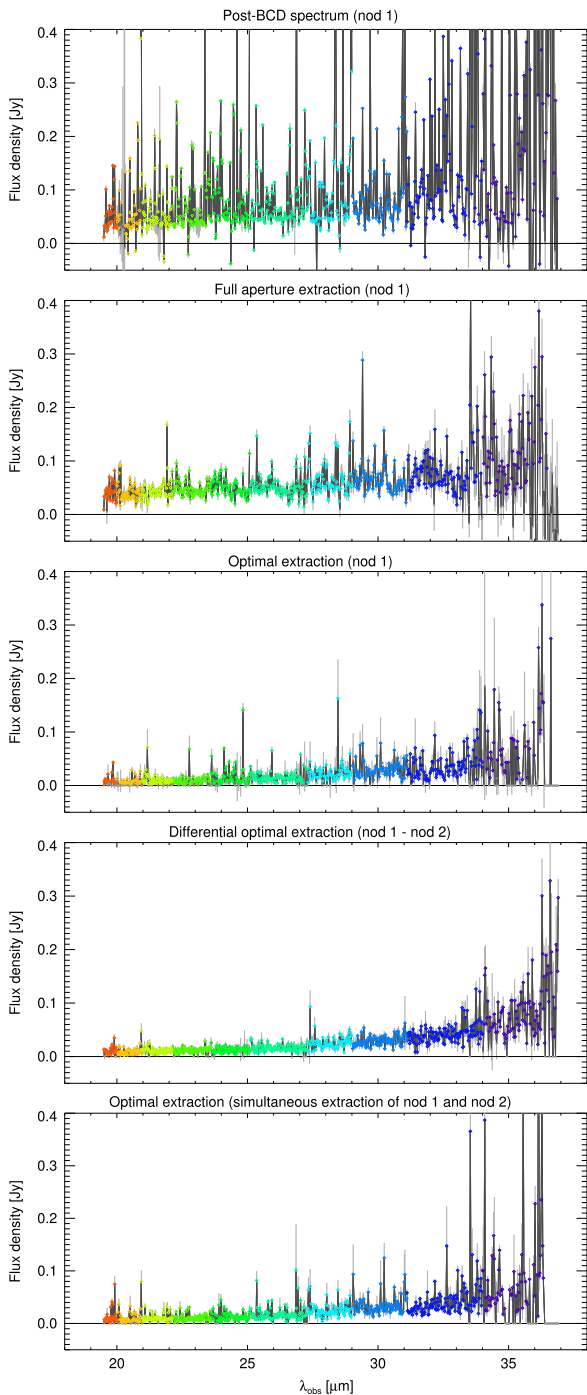 Post-BCD spectrum (nod 1)
Flux density [Jy]
0.4
0.3
0.2
0.1
0.0
Full aperture extraction (nod 1)
Flux density [Jy]
0.4
0.3
0.2
0.1
0.0
Optimal extraction (nod 1)
Flux density [Jy]
0.4
0.3
0.2
0.1
0.0
Differential optimal extraction (nod 1 - nod 2)
Flux density [Jy]
0.4
0.3
0.2
0.1
0.0
Optimal extraction (simultaneous extraction of nod 1 and nod 2)
Flux density [Jy]
0.4
0.3
0.2
0.1
0.0
20 25 30 35
λobs [μm]